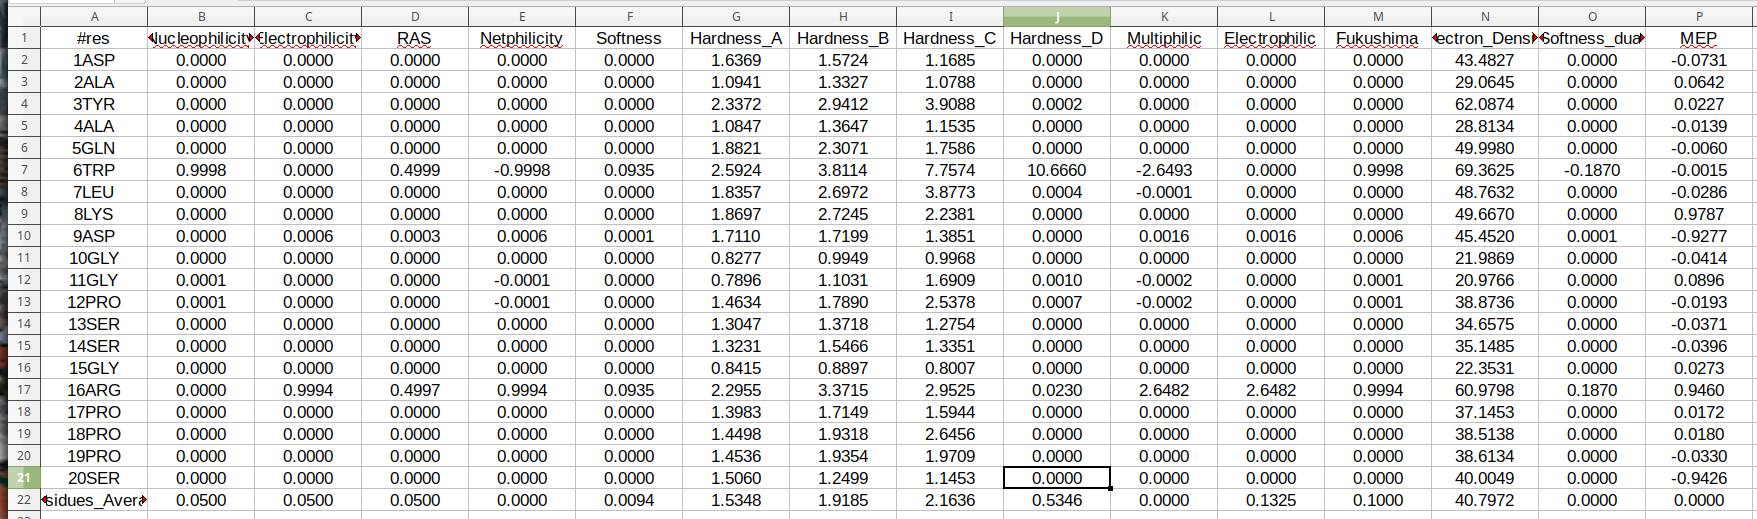 A B C D E F G H I J K L M N O P
1 #res Nucleophilicity Electrophilicit RAS Netphilicity Softness Hardness_A Hardness_B Hardness_C Hardness_D Multiphilic Electrophilic Fukushima ectron_Dens Softness_dua MEP
2 1ASP 0.0000 0.0000 0.0000 0.0000 0.0000 1.6369 1.5724 1.1685 0.0000 0.0000 0.0000 0.0000 43.4827 0.0000 -0.0731
3 2ALA 0.0000 0.0000 0.0000 0.0000 0.0000 1.0941 1.3327 1.0788 0.0000 0.0000 0.0000 0.0000 29.0645 0.0000 0.0642
4 3TYR 0.0000 0.0000 0.0000 0.0000 0.0000 2.3372 2.9412 3.9088 0.0002 0.0000 0.0000 0.0000 62.0874 0.0000 0.0227
5 4ALA 0.0000 0.0000 0.0000 0.0000 0.0000 1.0847 1.3647 1.1535 0.0000 0.0000 0.0000 0.0000 28.8134 0.0000 -0.0139
6 5GLN 0.0000 0.0000 0.0000 0.0000 0.0000 1.8821 2.3071 1.7586 0.0000 0.0000 0.0000 0.0000 49.9980 0.0000 -0.0060
7 6TRP 0.9998 0.0000 0.4999 -0.9998 0.0935 2.5924 3.8114 7.7574 10.6660 -2.6493 0.0000 0.9998 69.3625 -0.1870 -0.0015
8 7LEU 0.0000 0.0000 0.0000 0.0000 0.0000 1.8357 2.6972 3.8773 0.0004 -0.0001 0.0000 0.0000 48.7632 0.0000 -0.0286
9 8LYS 0.0000 0.0000 0.0000 0.0000 0.0000 1.8697 2.7245 2.2381 0.0000 0.0000 0.0000 0.0000 49.6670 0.0000 0.9787
10 9ASP 0.0000 0.0006 0.0003 0.0006 0.0001 1.7110 1.7199 1.3851 0.0000 0.0016 0.0016 0.0006 45.4520 0.0001 -0.9277
11 10GLY 0.0000 0.0000 0.0000 0.0000 0.0000 0.8277 0.9949 0.9968 0.0000 0.0000 0.0000 0.0000 21.9869 0.0000 -0.0414
12 11GLY 0.0001 0.0000 0.0000 -0.0001 0.0000 0.7896 1.1031 1.6909 0.0010 -0.0002 0.0000 0.0001 20.9766 0.0000 0.0896
13 12PRO 0.0001 0.0000 0.0000 -0.0001 0.0000 1.4634 1.7890 2.5378 0.0007 -0.0002 0.0000 0.0001 38.8736 0.0000 -0.0193
14 13SER 0.0000 0.0000 0.0000 0.0000 0.0000 1.3047 1.3718 1.2754 0.0000 0.0000 0.0000 0.0000 34.6575 0.0000 -0.0371
15 14SER 0.0000 0.0000 0.0000 0.0000 0.0000 1.3231 1.5466 1.3351 0.0000 0.0000 0.0000 0.0000 35.1485 0.0000 -0.0396
16 15GLY 0.0000 0.0000 0.0000 0.0000 0.0000 0.8415 0.8897 0.8007 0.0000 0.0000 0.0000 0.0000 22.3531 0.0000 0.0273
17 16ARG 0.0000 0.9994 0.4997 0.9994 0.0935 2.2955 3.3715 2.9525 0.0230 2.6482 2.6482 0.9994 60.9798 0.1870 0.9460
18 17PRO 0.0000 0.0000 0.0000 0.0000 0.0000 1.3983 1.7149 1.5944 0.0000 0.0000 0.0000 0.0000 37.1453 0.0000 0.0172
19 18PRO 0.0000 0.0000 0.0000 0.0000 0.0000 1.4498 1.9318 2.6456 0.0000 0.0000 0.0000 0.0000 38.5138 0.0000 0.0180
20 19PRO 0.0000 0.0000 0.0000 0.0000 0.0000 1.4536 1.9354 1.9709 0.0000 0.0000 0.0000 0.0000 38.6134 0.0000 -0.0330
21 20SER 0.0000 0.0000 0.0000 0.0000 0.0000 1.5060 1.2499 1.1453 0.0000 0.0000 0.0000 0.0000 40.0049 0.0000 -0.9426
22 sidues_Avera 0.0500 0.0500 0.0500 0.0000 0.0094 1.5348 1.9185 2.1636 0.5346 0.0000 0.1325 0.1000 40.7972 0.0000 0.0000